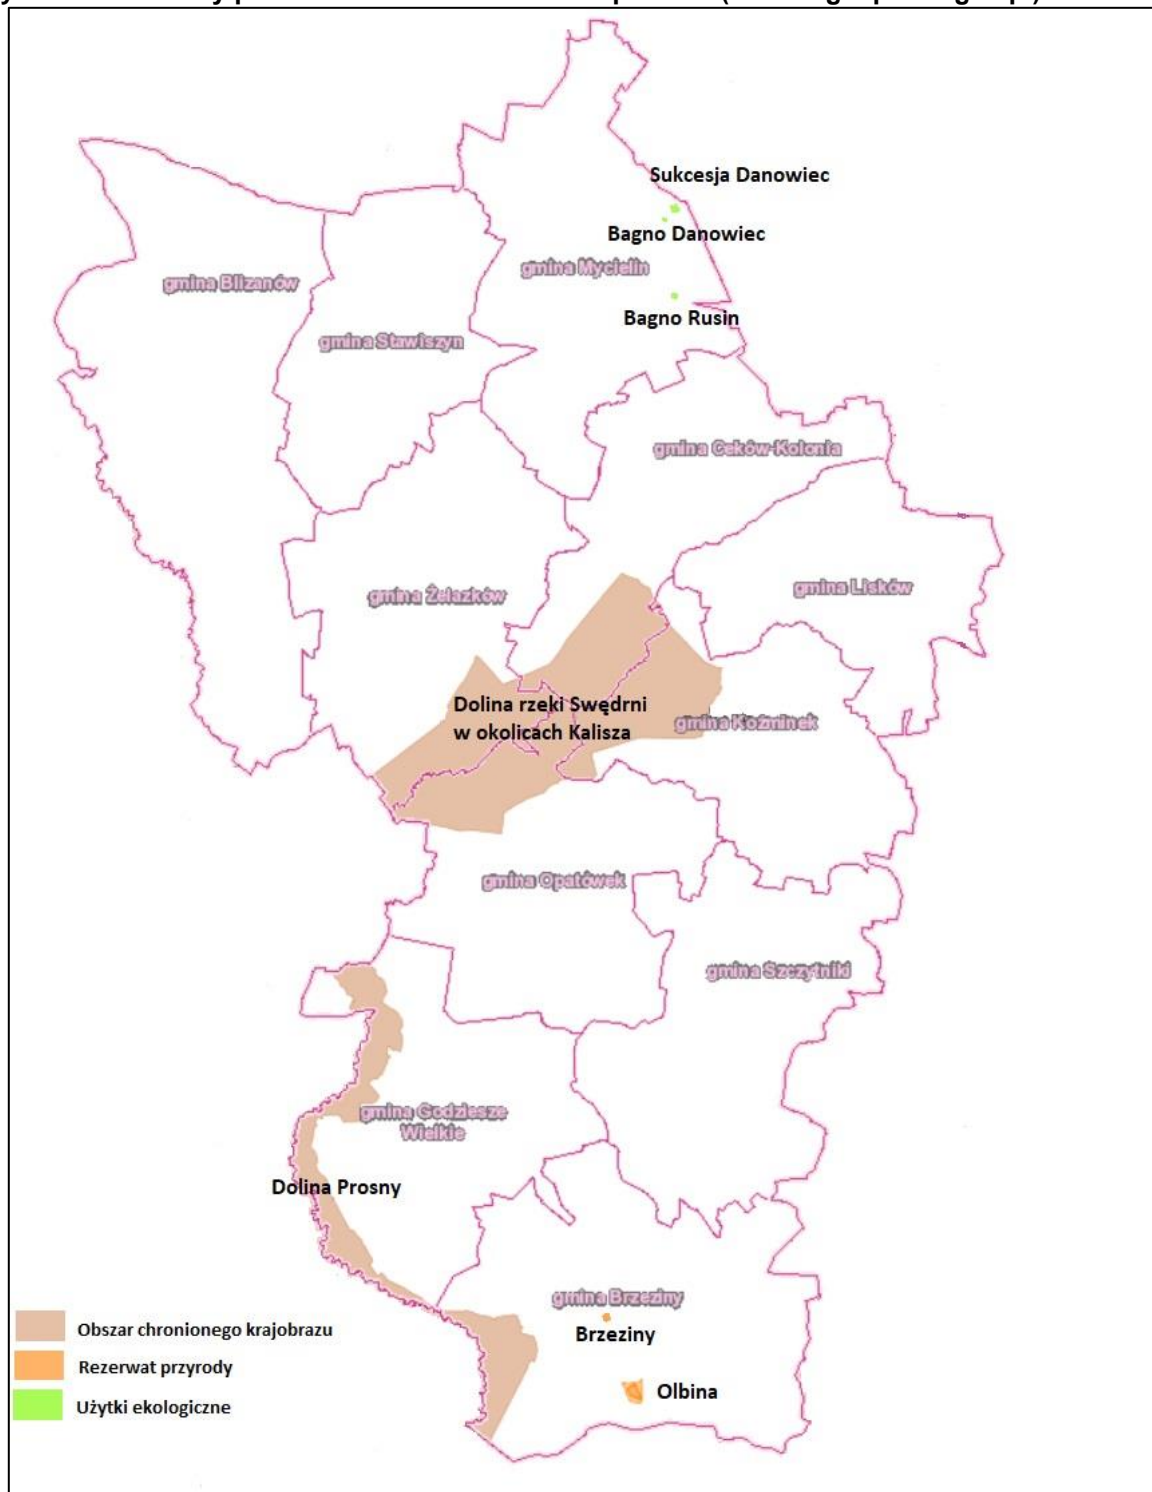 Sukcesja Danowiec
Bagno Danowiec
gmina Mycielin
gmina Blizanów
Bagno Rusin
gmina Stawiszyn
gmina Ceków-Kolonia
gmina Lisków
gmina Żelazków
Dolina rzeki Swędrni
w okolicach Kalisza
gmina Koźminek
gmina Opatówek
gmina Szczytniki
gmina Godziesze
Wielkie
Dolina Prosny
gmina Brzeziny
Brzeziny
Olbina
Obszar chronionego krajobrazu
Rezerwat przyrody
Użytki ekologiczne